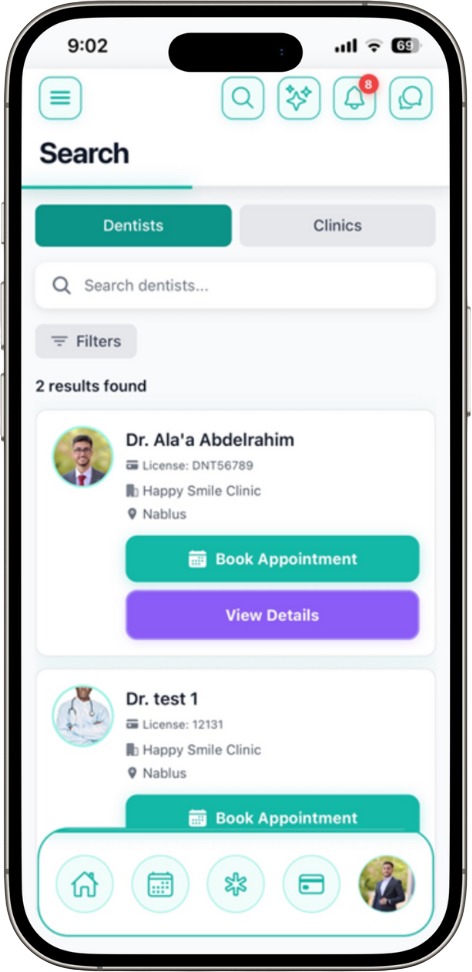 9:02
69
8
Search
Dentists
Clinics
Search dentists...
Filters
2 results found
Dr. Ala'a Abdelrahim
License: DNT56789
Happy Smile Clinic
Nablus
Book Appointment
View Details
Dr. test 1
License: 12131
Happy Smile Clinic
Nablus
Book Appointment